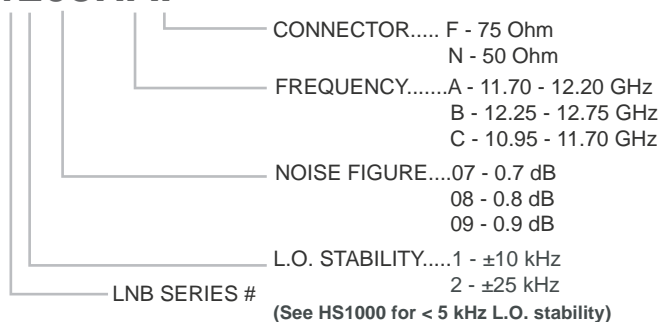 CONNECTOR..... F - 75 Ohm
N - 50 Ohm
FREQUENCY.......A - 11.70 - 12.20 GHz
B - 12.25 - 12.75 GHz
C - 10.95 - 11.70 GHz
NOISE FIGURE....07 - 0.7 dB
08 - 0.8 dB
09 - 0.9 dB
L.O. STABILITY.....1 - ±10 kHz
2 - ±25 kHz
LNB SERIES #
(See HS1000 for < 5 kHz L.O. stability)